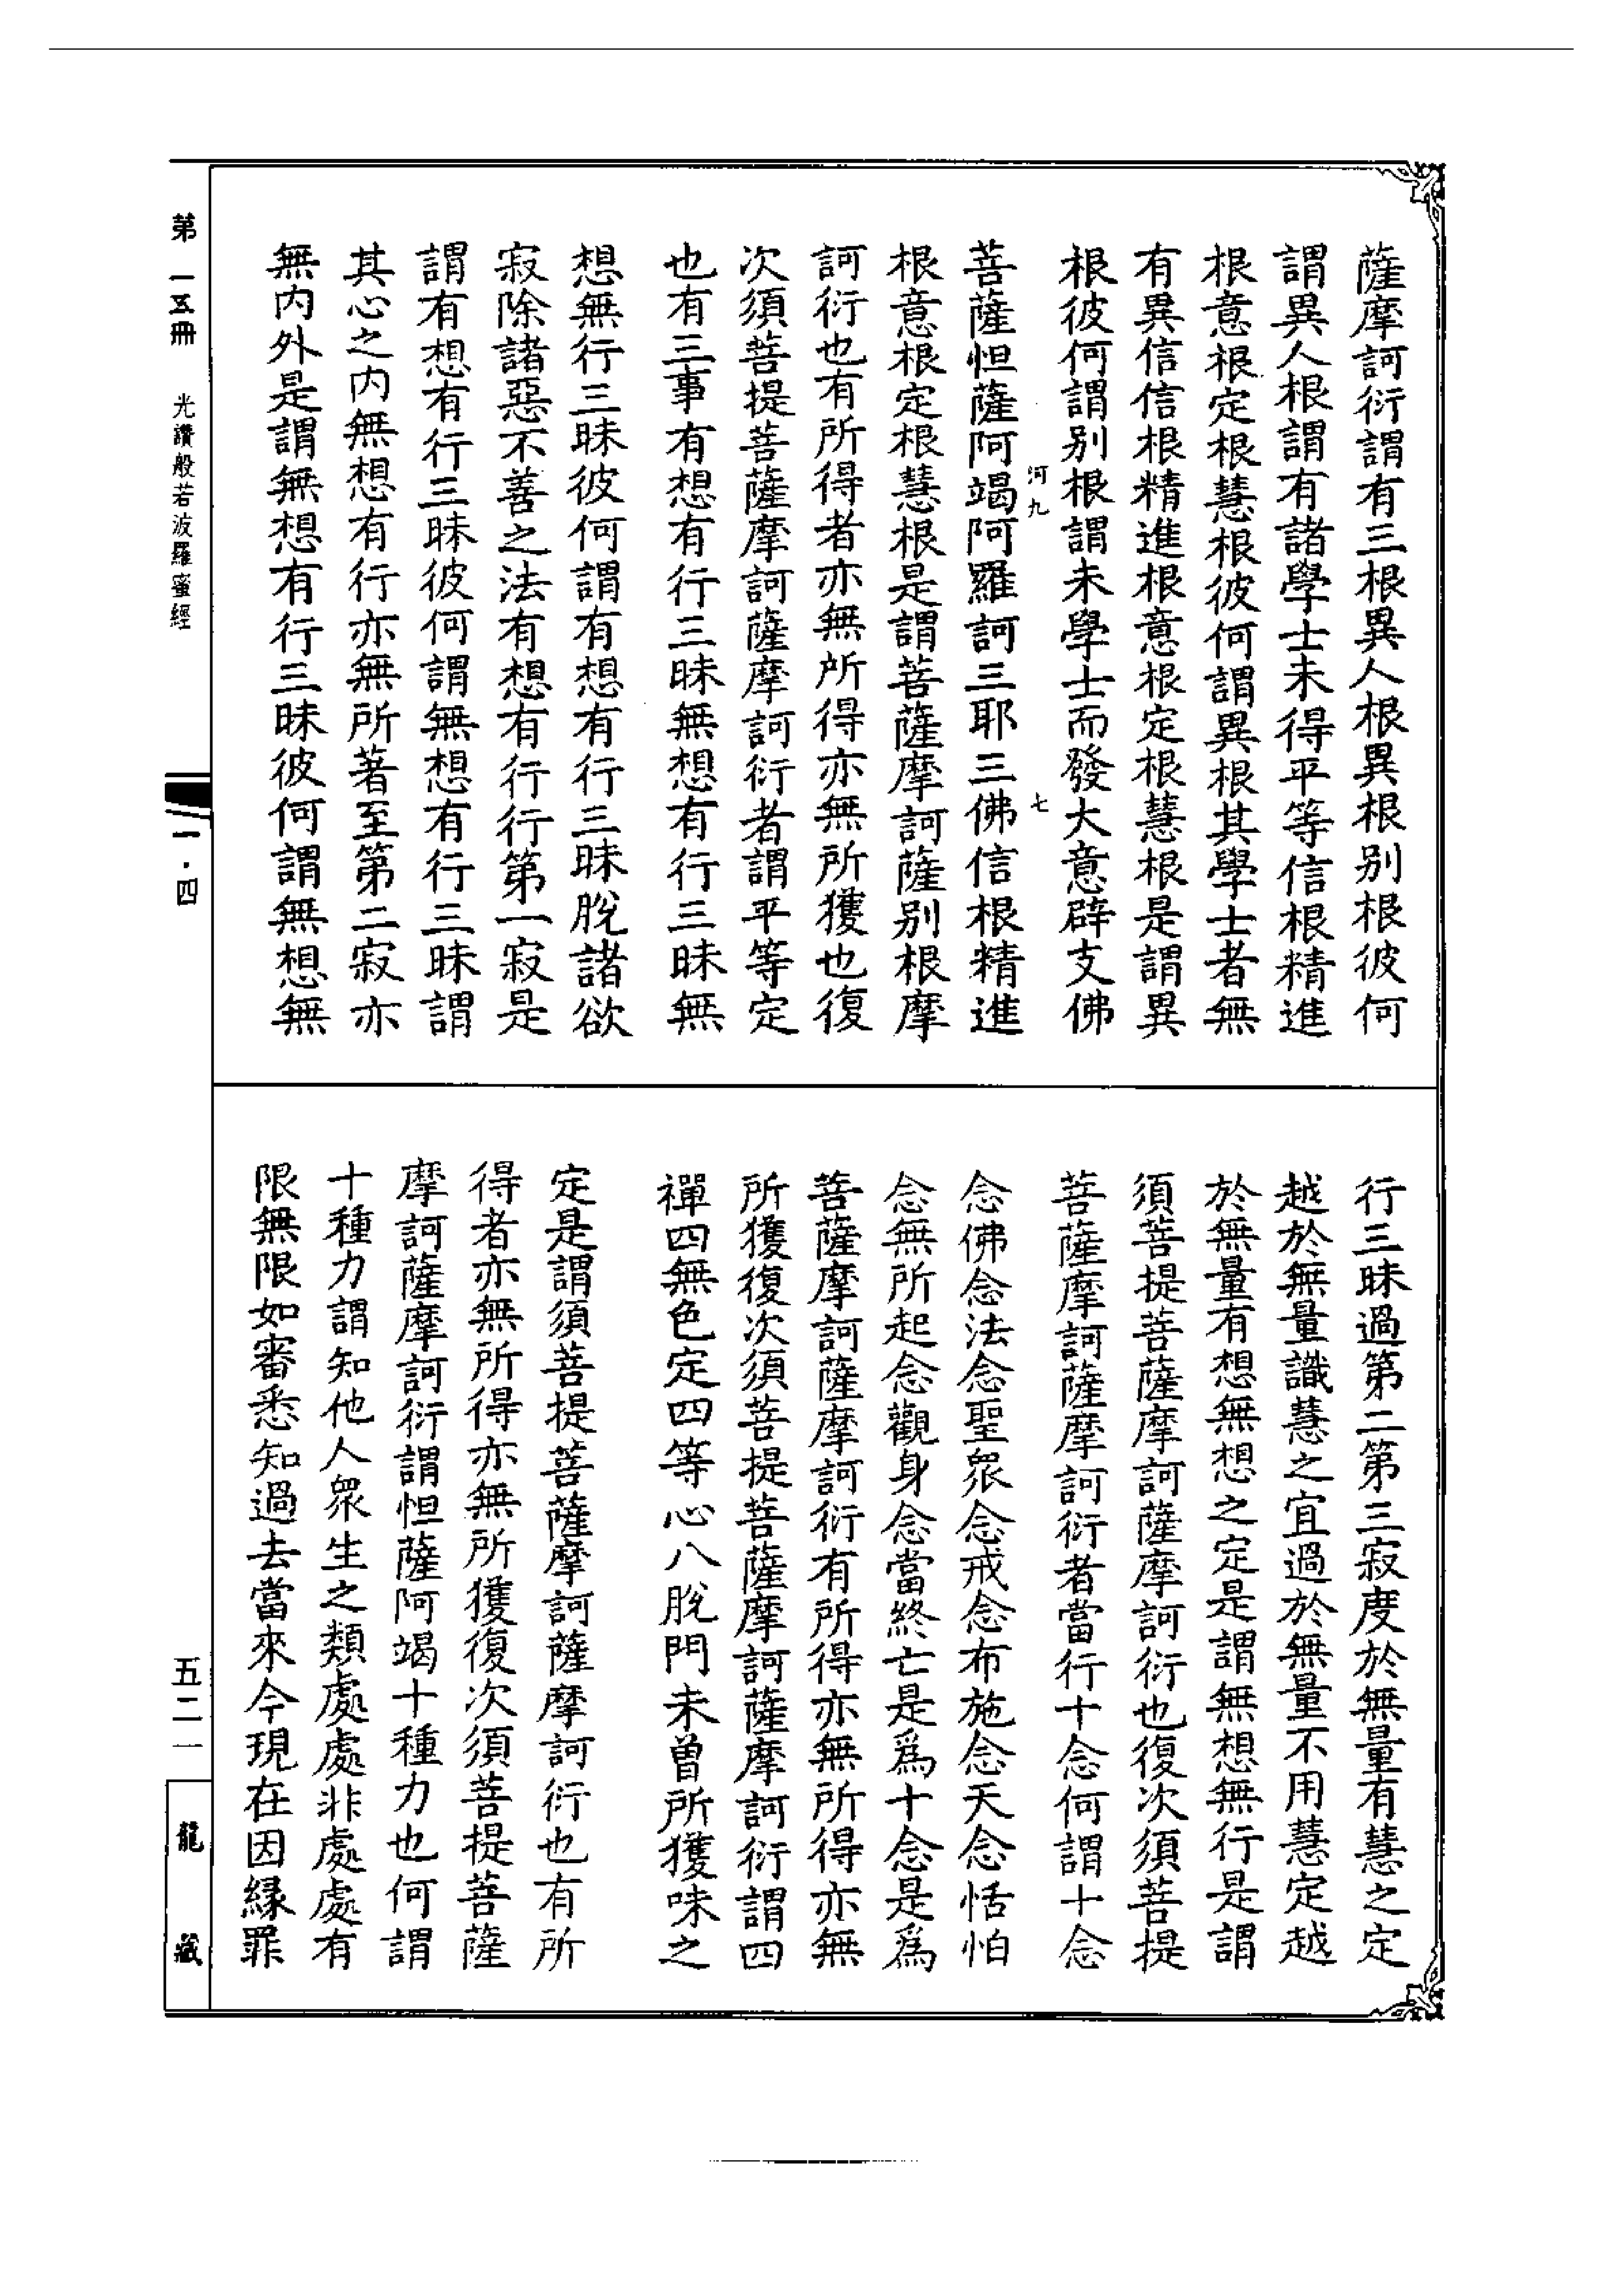 薩摩訶衍謂有三根異人根異根别根彼何
謂異人根謂有諸學士未得平等信根精進
根意根定根慧根彼何謂異根其學士者無
有異信信根精進根意根定根慧根是謂異
根彼何謂别根謂未學士而發大意辟支佛
河九 七
菩薩怛薩阿竭阿羅訶三耶三佛信根精進
根意根定根慧根是謂菩薩摩訶薩别根摩
訶衍也有所得者亦無所得亦無所獲也復
次須菩提菩薩摩訶薩摩訶衍者謂平等定
也有三事有想有行三昧無想有行三昧無
想無行三昧彼何謂有想有行三昧脫諸欲
寂除諸惡不善之法有想有行行第一寂是
謂有想有行三昧彼何謂無想有行三昧謂
其心之内無想有行亦無所著至第二寂亦
無内外是謂無想有行三昧彼何謂無想無
行三昧過第二第三寂度於無量有慧之定
越於無量識慧之宜過於無量不用慧定越
於無量有想無想之定是謂無想無行是謂
須菩提菩薩摩訶薩摩訶衍也復次須菩提
菩薩摩訶薩摩訶衍者當行十念何謂十念
念佛念法念聖衆念戒念布施念天念恬怕
念無所起念觀身念當終亡是爲十念是爲
菩薩摩訶薩摩訶衍有所得亦無所得亦無
所獲復次須菩提菩薩摩訶薩摩訶衍謂四
禪四無色定四等心八脫門未曽所獲味之
定是謂須菩提菩薩摩訶薩摩訶衍也有所
得者亦無所得亦無所獲復次須菩提菩薩
摩訶薩摩訶衍謂怛薩阿竭十種力也何謂
十種力謂知他人衆生之類處處非處處有
限無限如審悉知過去當來今現在因緣罪
第一五冊 光讚般若波羅蜜經 一·四 五二一 龍藏